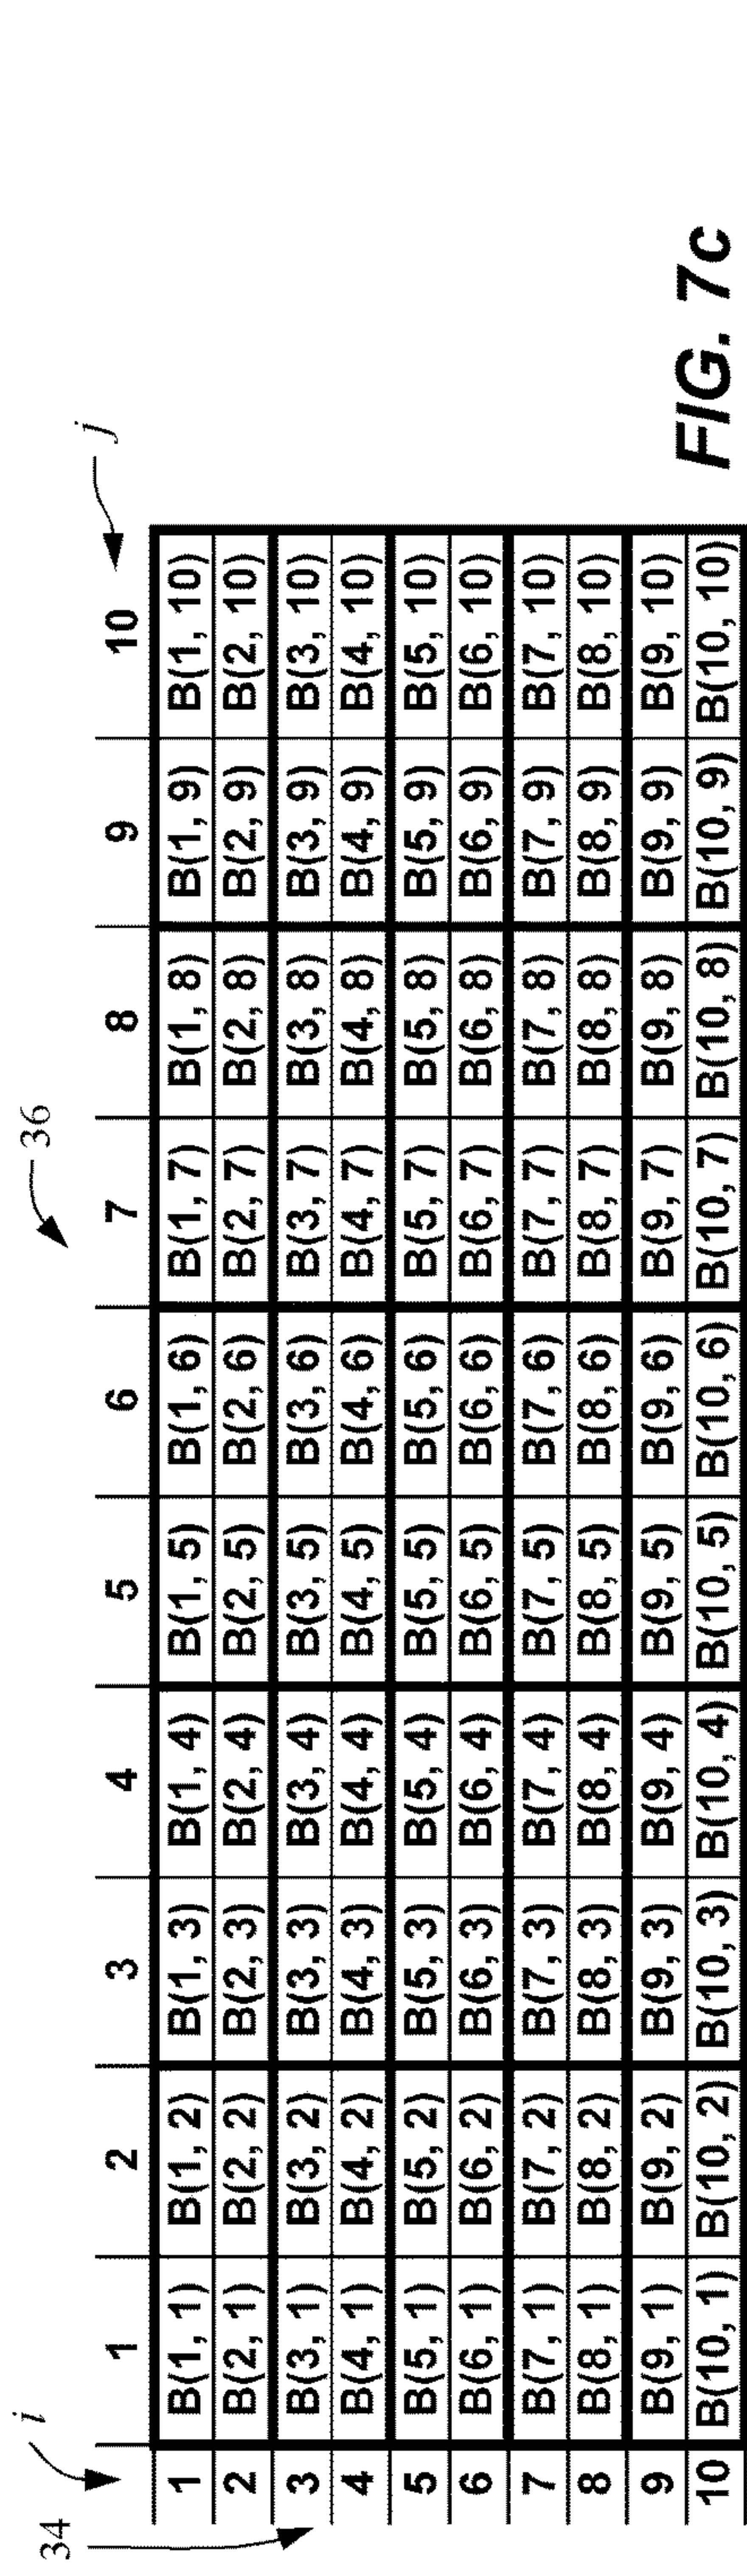 36
i
j
34
1 2 3 4 5 6 7 8 9 10
1 B(1, 1) B(1, 2) B(1, 3) B(1, 4) B(1, 5) B(1, 6) B(1, 7) B(1, 8) B(1, 9) B(1, 10)
2 B(2, 1) B(2, 2) B(2, 3) B(2, 4) B(2, 5) B(2, 6) B(2, 7) B(2, 8) B(2, 9) B(2, 10)
3 B(3, 1) B(3, 2) B(3, 3) B(3, 4) B(3, 5) B(3, 6) B(3, 7) B(3, 8) B(3, 9) B(3, 10)
4 B(4, 1) B(4, 2) B(4, 3) B(4, 4) B(4, 5) B(4, 6) B(4, 7) B(4, 8) B(4, 9) B(4, 10)
5 B(5, 1) B(5, 2) B(5, 3) B(5, 4) B(5, 5) B(5, 6) B(5, 7) B(5, 8) B(5, 9) B(5, 10)
6 B(6, 1) B(6, 2) B(6, 3) B(6, 4) B(6, 5) B(6, 6) B(6, 7) B(6, 8) B(6, 9) B(6, 10)
7 B(7, 1) B(7, 2) B(7, 3) B(7, 4) B(7, 5) B(7, 6) B(7, 7) B(7, 8) B(7, 9) B(7, 10)
8 B(8, 1) B(8, 2) B(8, 3) B(8, 4) B(8, 5) B(8, 6) B(8, 7) B(8, 8) B(8, 9) B(8, 10)
9 B(9, 1) B(9, 2) B(9, 3) B(9, 4) B(9, 5) B(9, 6) B(9, 7) B(9, 8) B(9, 9) B(9, 10)
10 B(10, 1) B(10, 2) B(10, 3) B(10, 4) B(10, 5) B(10, 6) B(10, 7) B(10, 8) B(10, 9) B(10, 10)
FIG. 7c